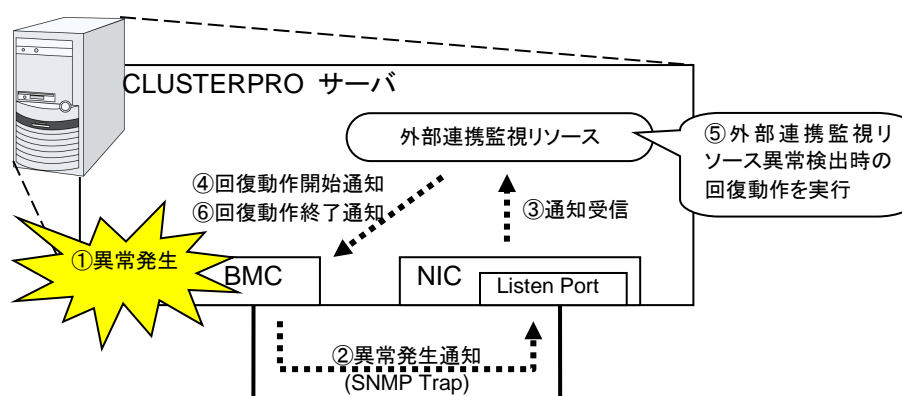 CLUSTERPRO サーバ
外部連携監視リソース
⑤外部連携監視リ
ソース異常検出時の
回復動作を実行
④回復動作開始通知
⑥回復動作終了通知
③通知受信
①異常発生
BMC
NIC
Listen Port
②異常発生通知
(SNMP Trap)